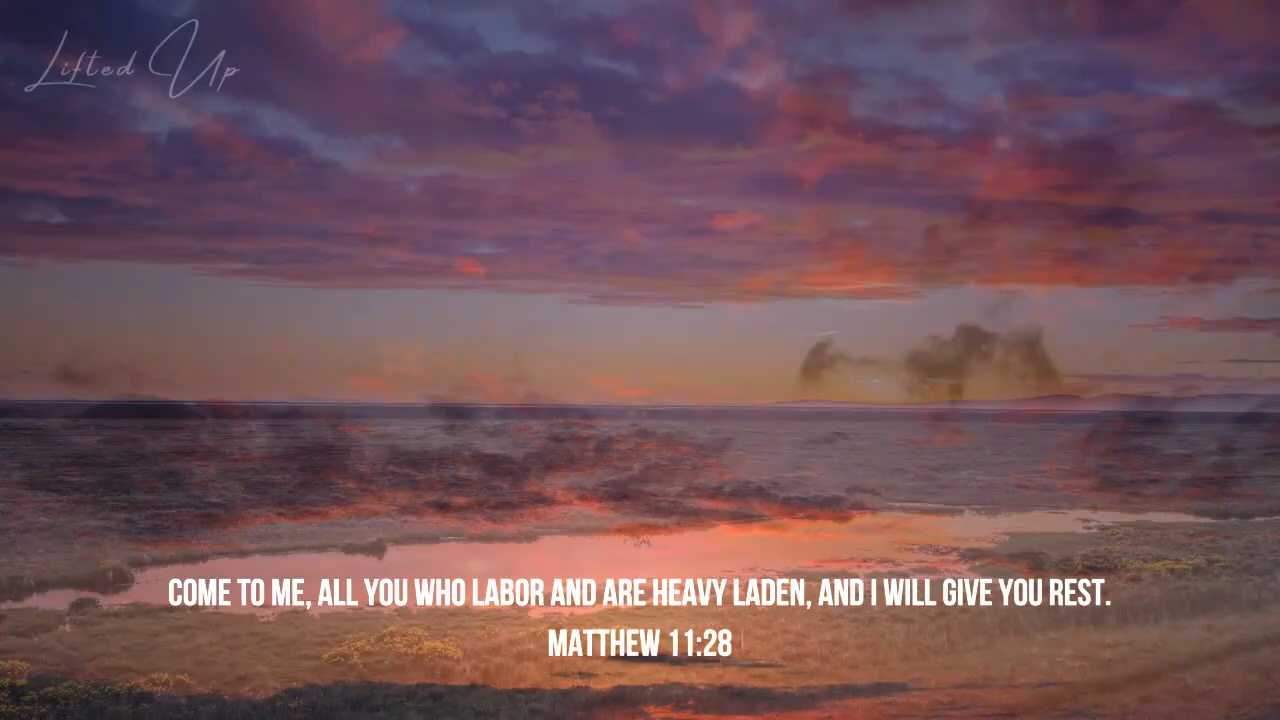 Lifted Up
COME TO ME, ALL YOU WHO LABOR AND ARE HEAVY LADEN, AND I WILL GIVE YOU REST.
MATTHEW 11:28